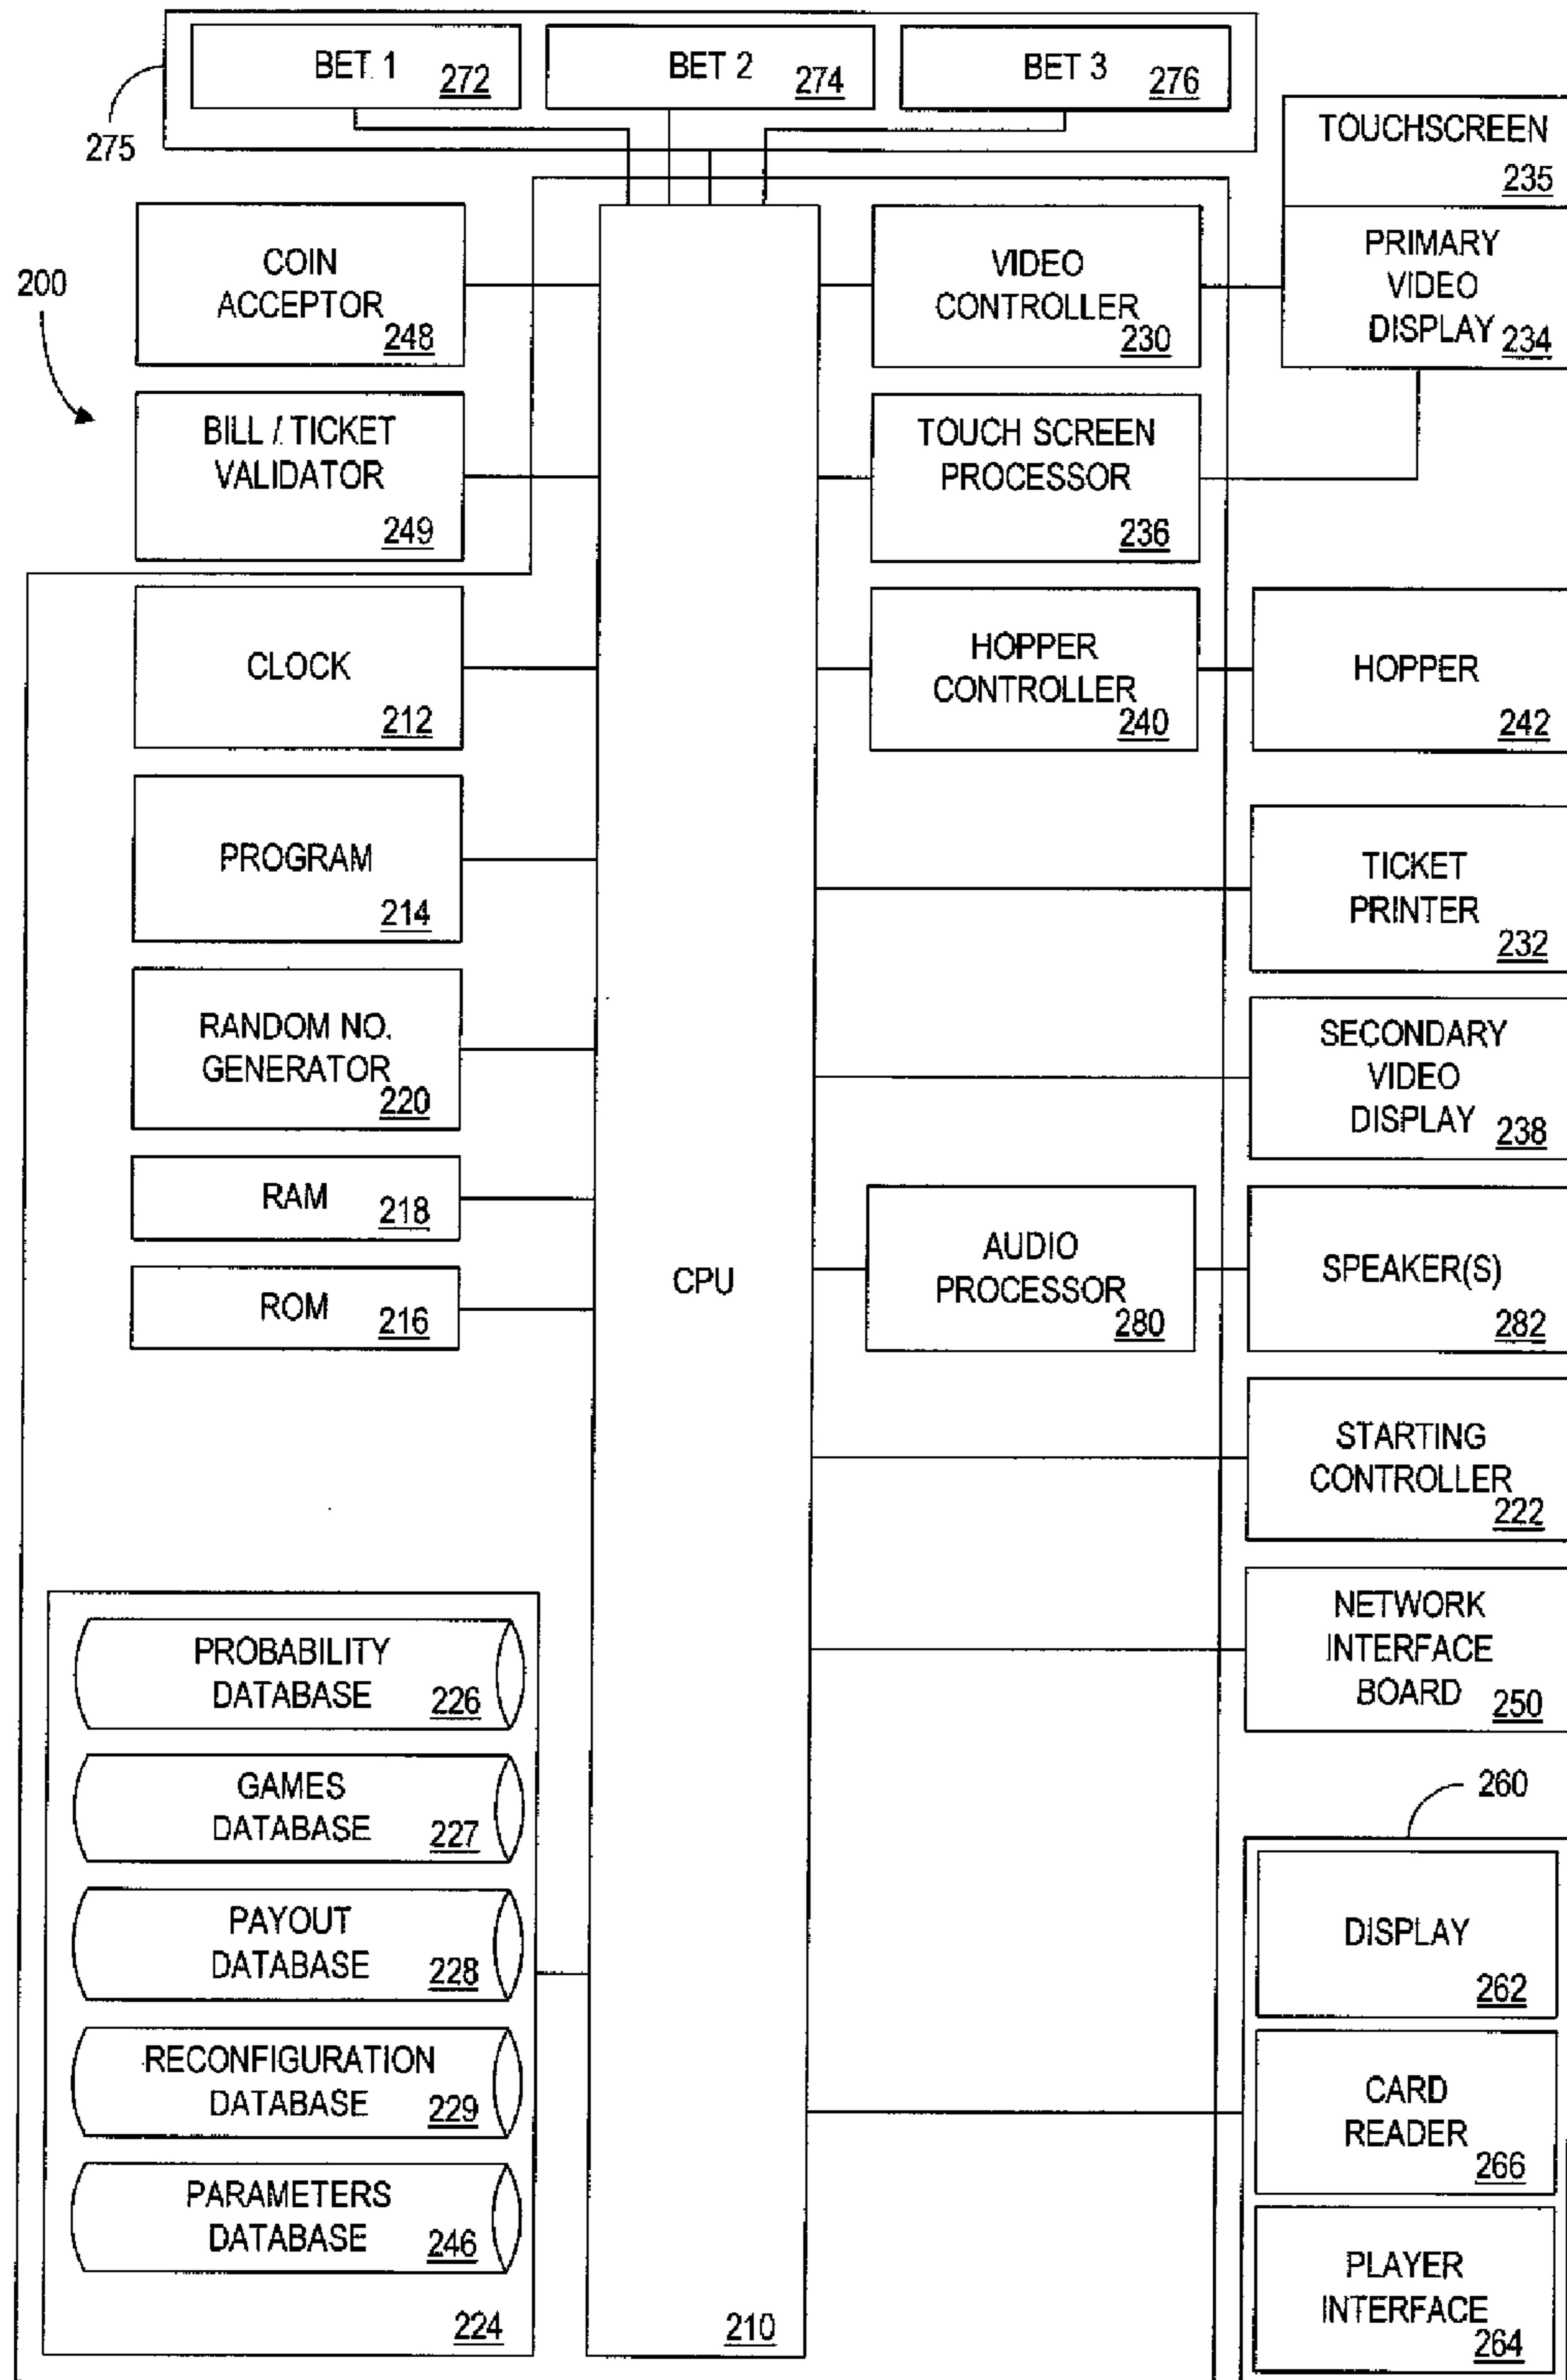 BET 1
272
BET 2
274
BET 3
276
275
TOUCHSCREEN
235
200
COIN
ACCEPTOR
248
VIDEO
CONTROLLER
230
PRIMARY
VIDEO
DISPLAY
234
BILL / TICKET
VALIDATOR
249
TOUCH SCREEN
PROCESSOR
236
CLOCK
212
HOPPER
CONTROLLER
240
HOPPER
242
PROGRAM
214
TICKET
PRINTER
232
RANDOM NO.
GENERATOR
220
SECONDARY
VIDEO
DISPLAY
238
RAM
218
ROM
216
CPU
AUDIO
PROCESSOR
280
SPEAKER(S)
282
STARTING
CONTROLLER
222
NETWORK
INTERFACE
BOARD
250
PROBABILITY
DATABASE
226
GAMES
DATABASE
227
PAYOUT
DATABASE
228
RECONFIGURATION
DATABASE
229
PARAMETERS
DATABASE
246
224
210
260
DISPLAY
262
CARD
READER
266
PLAYER
INTERFACE
264